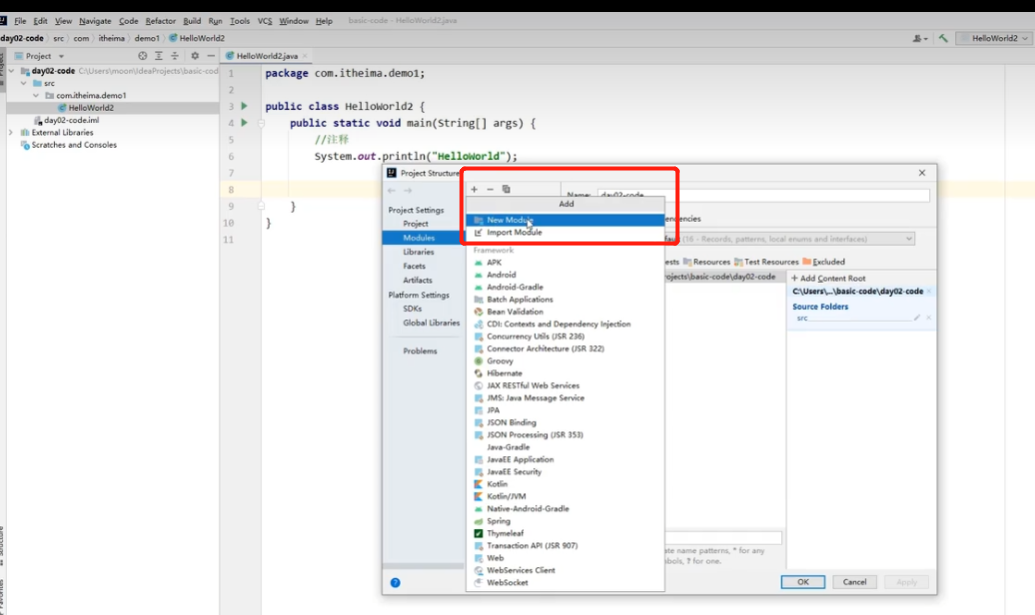 File Edit View Navigate Code Refactor Build Run Tools VCS Window Help basic-code - HelloWorld2.java
day02-code src com itheima demo1 HelloWorld2
HelloWorld2
Project
HelloWorld2.java
day02-code C:\Users\moon\IdeaProjects\basic-cod
src
com.itheima.demo1
HelloWorld2
day02-code.iml
External Libraries
Scratches and Consoles
1 package com.itheima.demo1;
2
3 public class HelloWorld2 {
4 public static void main(String[] args) {
5 //注释
6 System.out.println("HelloWorld");
7
8
9 }
10 }
11
Project Structure
Project Settings
Project
Modules
Libraries
Facets
Artifacts
Platform Settings
SDKs
Global Libraries
Problems
Name: day02-code
Add
New Module
Import Module
Framework
APK
Android
Android-Gradle
Batch Applications
Bean Validation
CDI: Contexts and Dependency Injection
Concurrency Utils (JSR 236)
Connector Architecture (JSR 322)
Groovy
Hibernate
JAX RESTful Web Services
JMS: Java Message Service
JPA
JSON Binding
JSON Processing (JSR 353)
Java-Gradle
JavaEE Application
JavaEE Security
Kotlin
Kotlin/JVM
Native-Android-Gradle
Spring
Thymeleaf
Transaction API (JSR 907)
Web
WebServices Client
WebSocket
endencies
(16 - Records, patterns, local enums and interfaces)
ests Resources Test Resources Excluded
rojects\basic-code\day02-code
+ Add Content Root
C:\Users\...\basic-code\day02-code
Source Folders
src
name patterns, * for any
bols, ? for one.
OK Cancel Apply